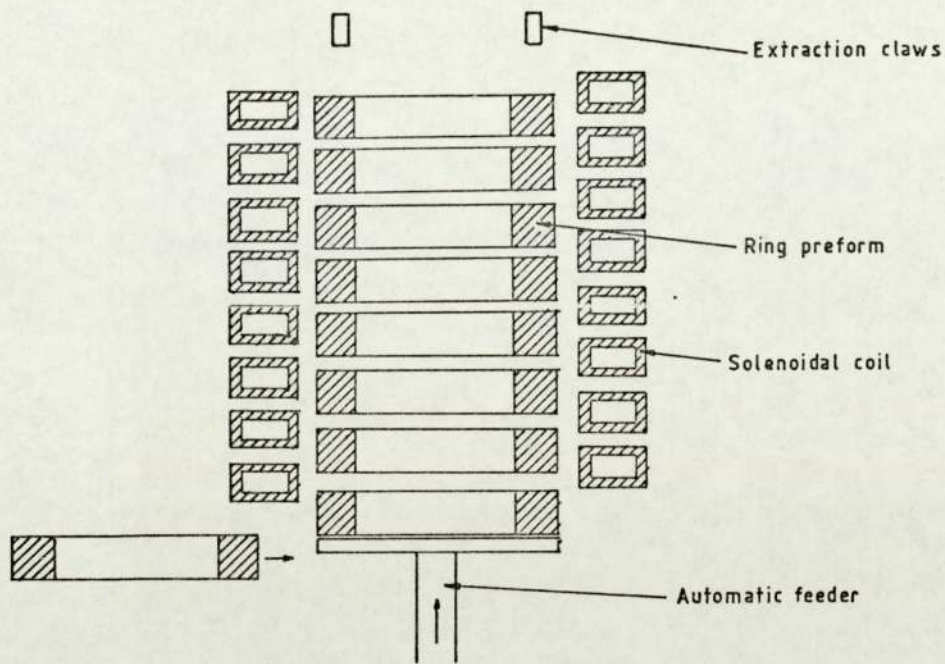 Extraction claws
Ring preform
Solenoidal coil
Automatic feeder